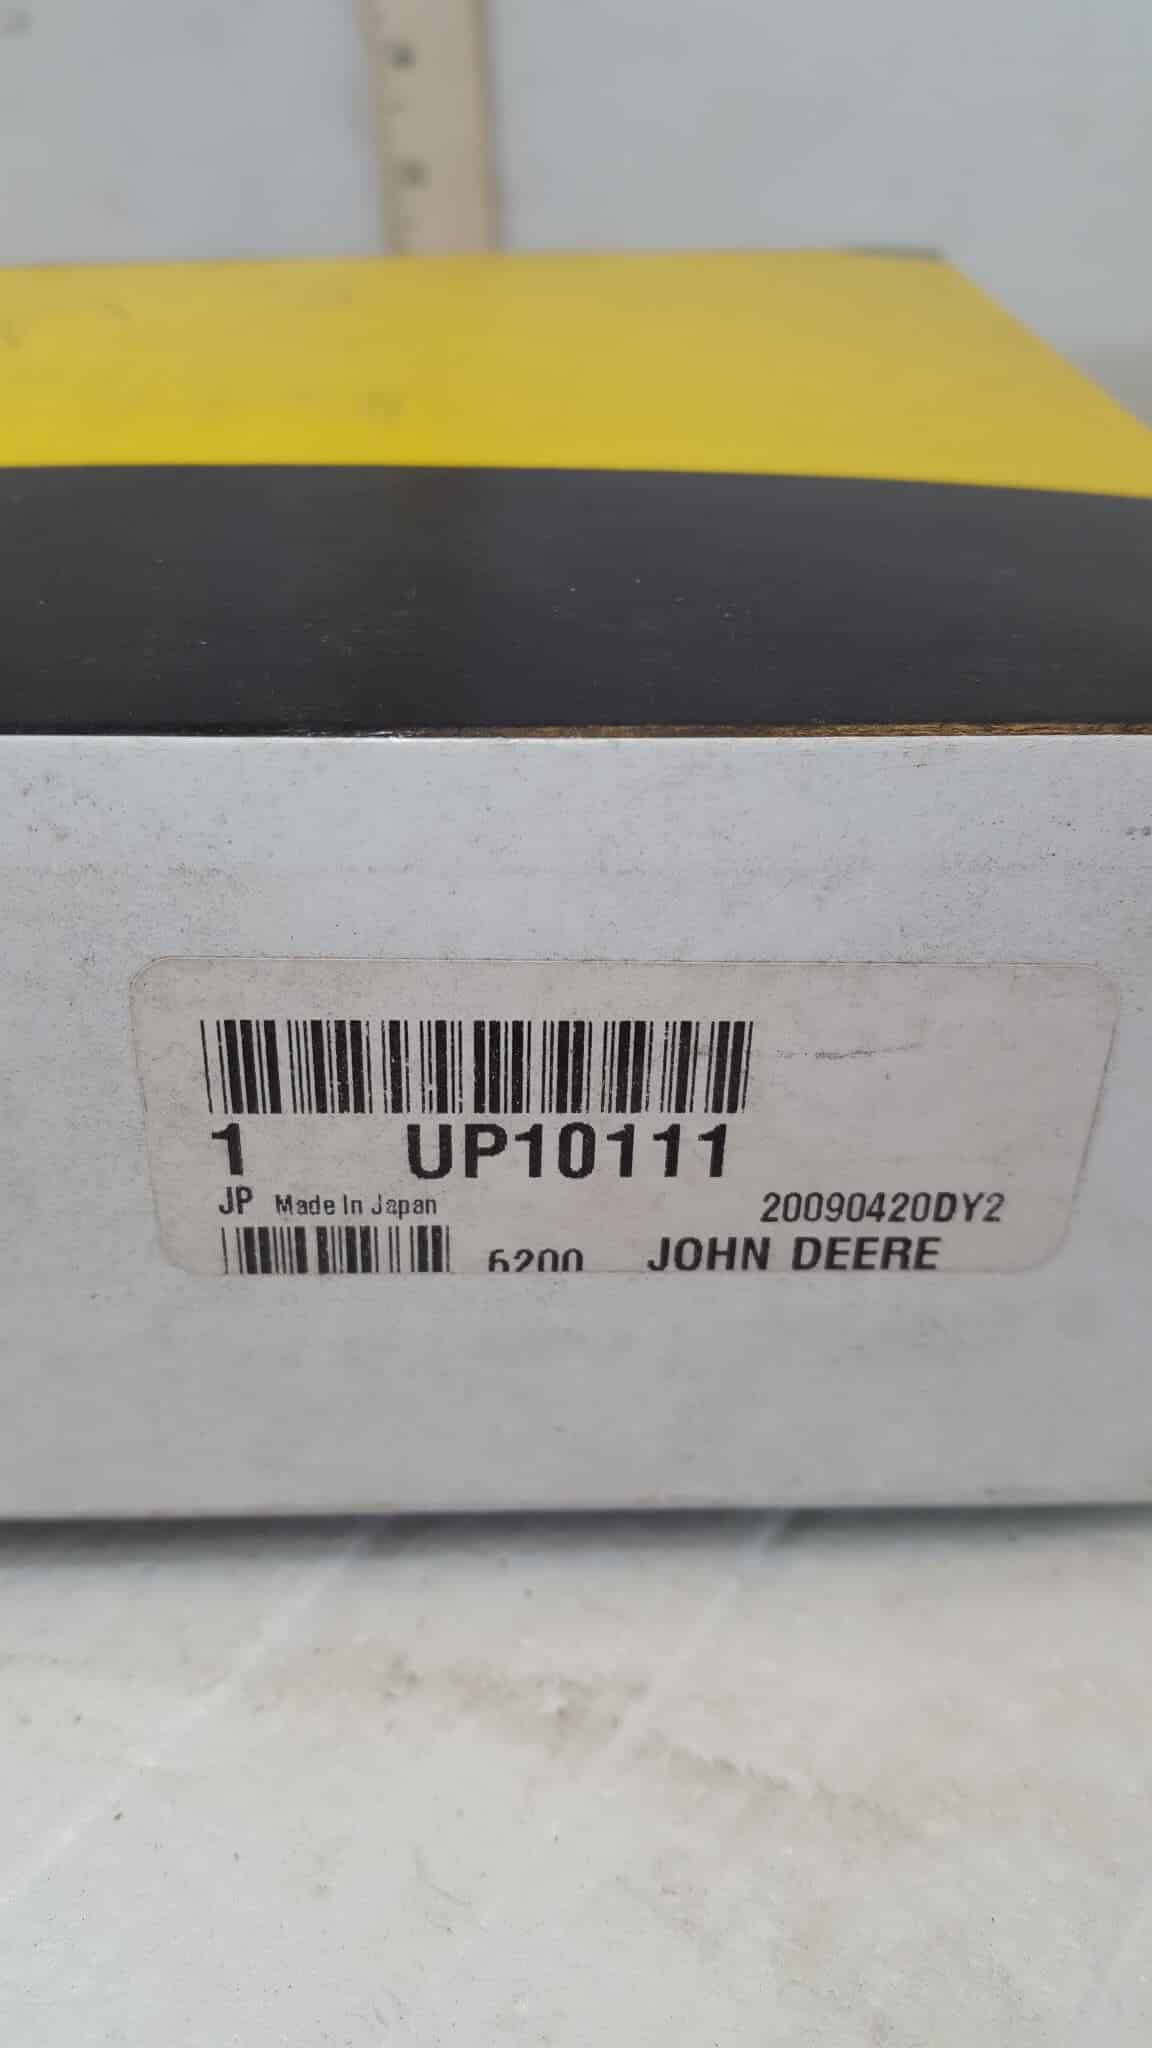 1 UP10111
JP Made In Japan 20090420DY2
6200 JOHN DEERE